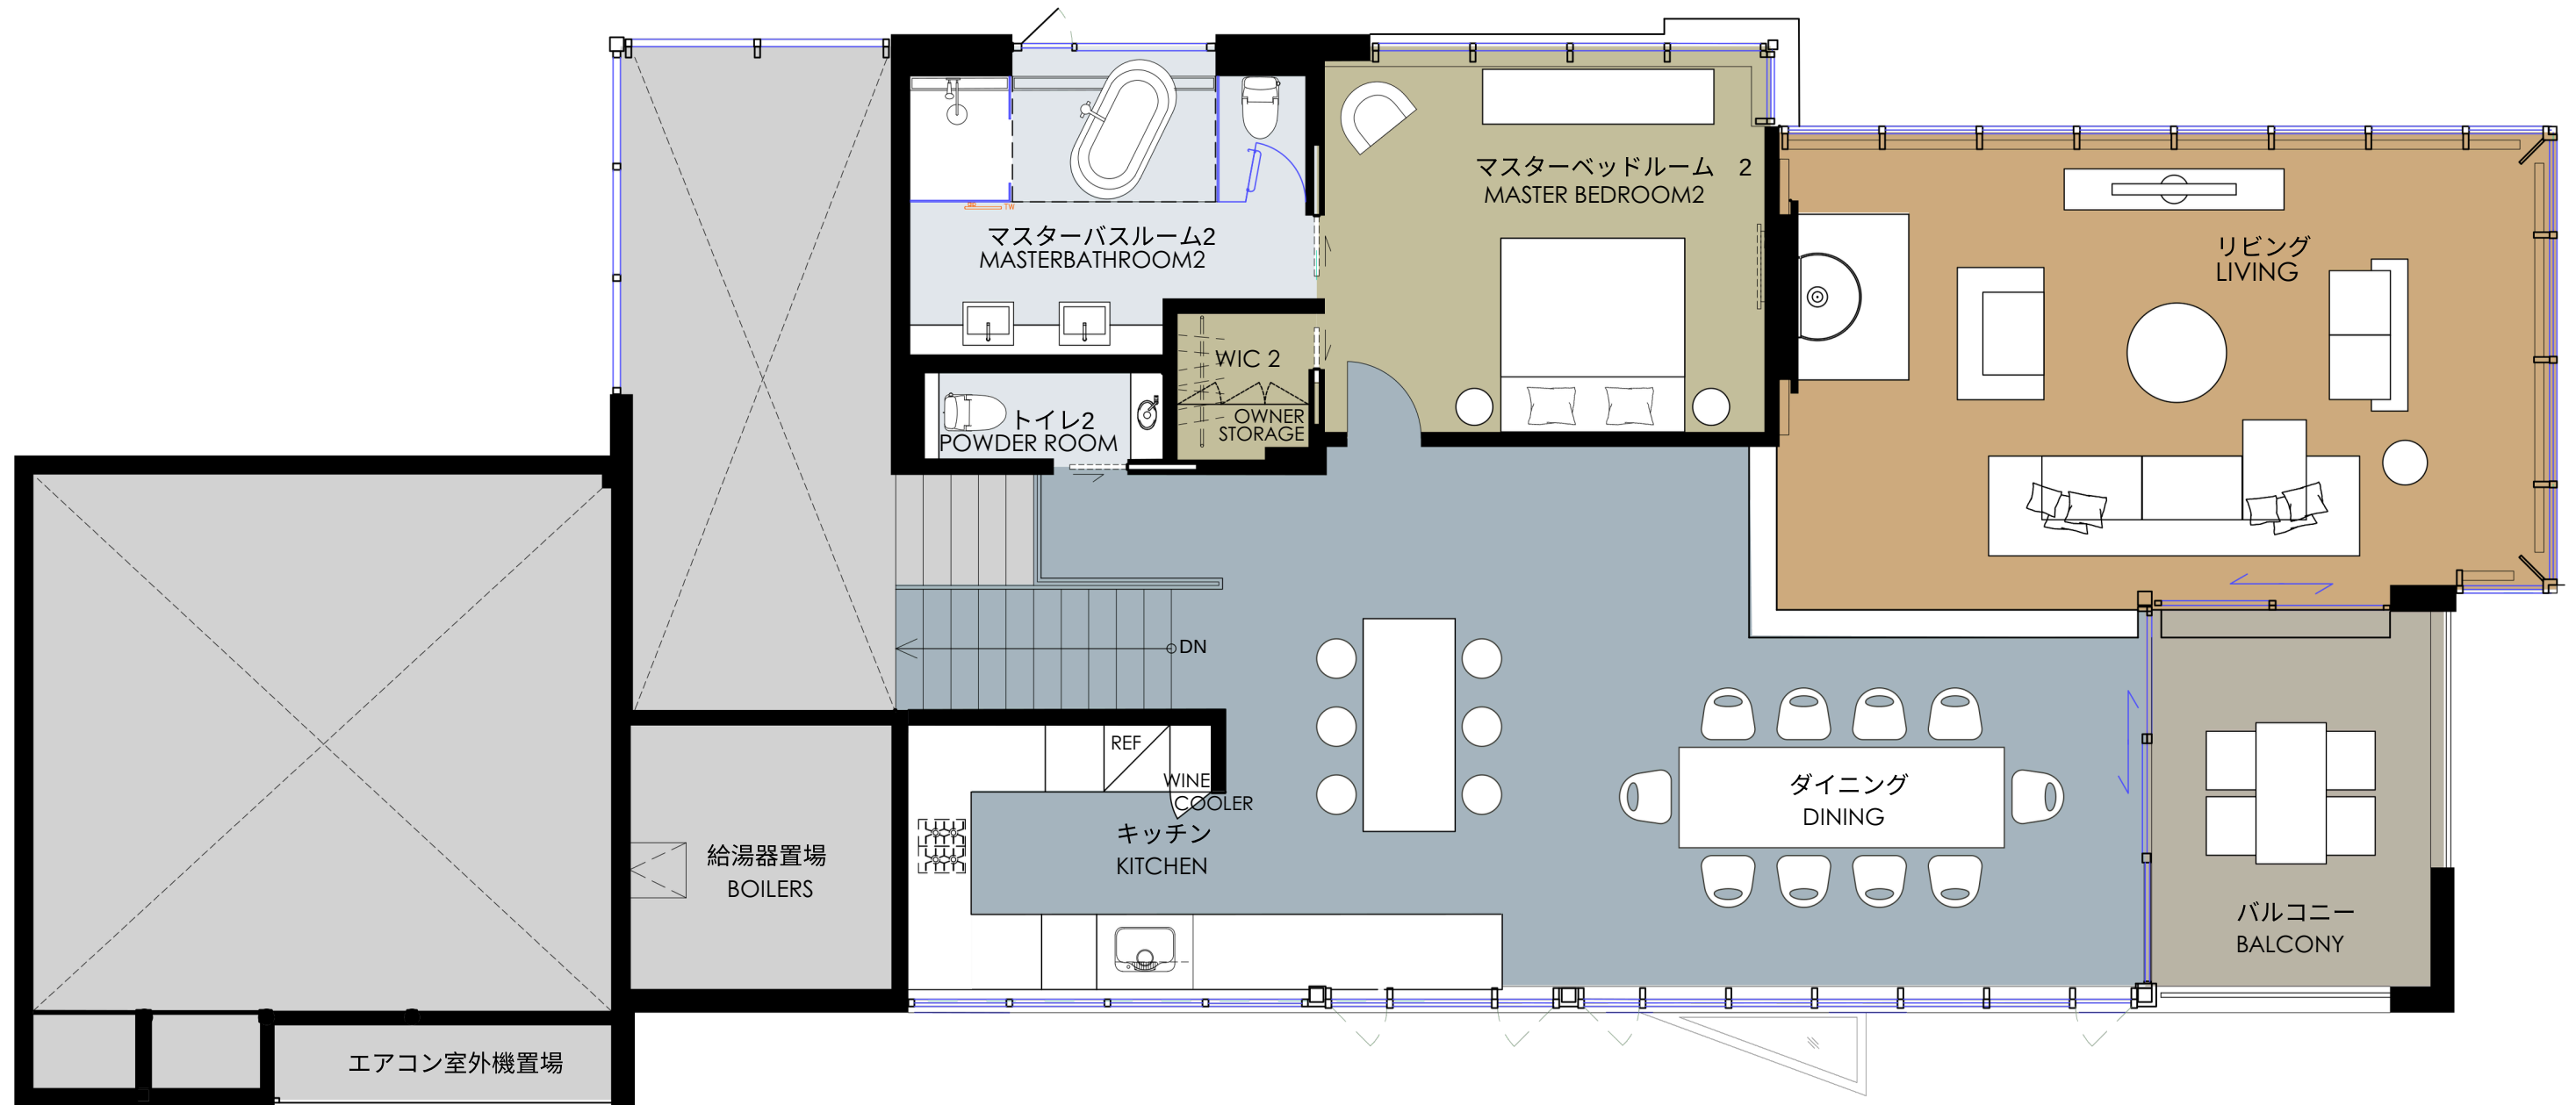 マスターベッドルーム 2
MASTER BEDROOM2
TW
マスターバスルーム2
MASTERBATHROOM2
リビング
LIVING
WIC 2
トイレ2
POWDER ROOM
OWNER
STORAGE
DN
REF
WINE
COOLER
キッチン
KITCHEN
ダイニング
DINING
給湯器置場
BOILERS
バルコニー
BALCONY
エアコン室外機置場